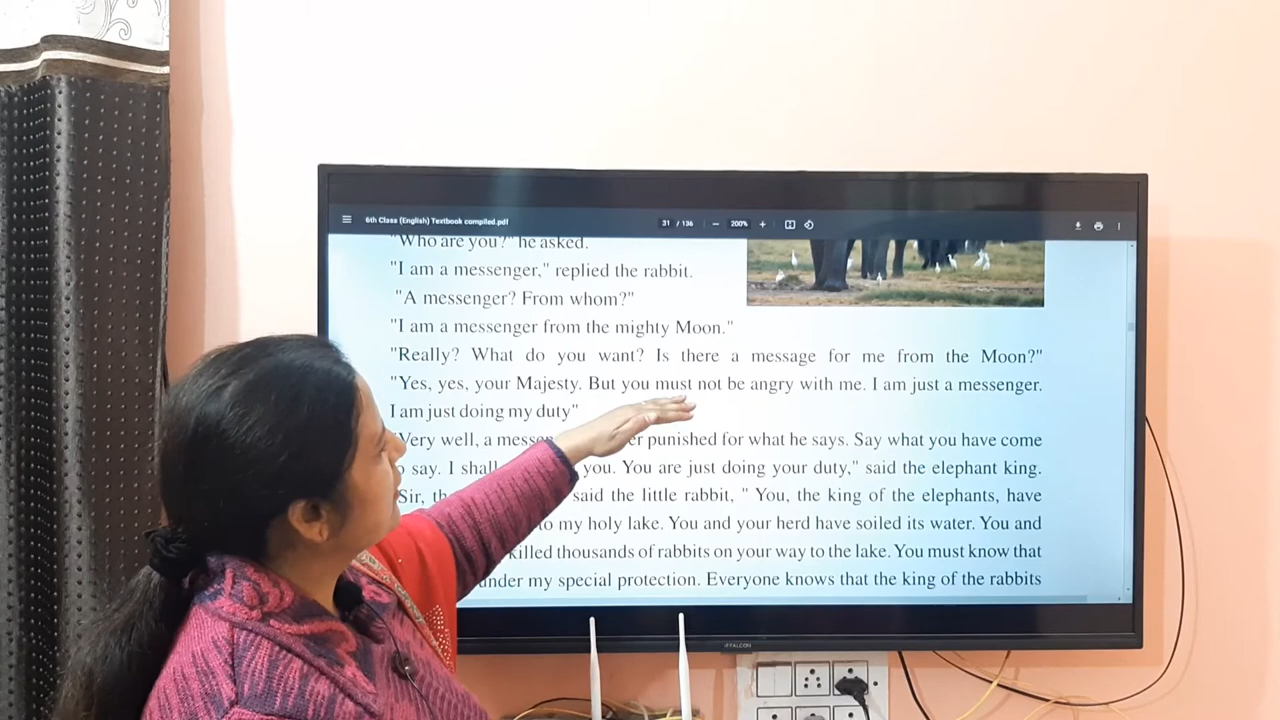 6th Class (English) Textbook compiled.pdf
31 / 136
200%
"Who are you?" he asked.
"I am a messenger," replied the rabbit.
"A messenger? From whom?"
"I am a messenger from the mighty Moon."
"Really? What do you want? Is there a message for me from the Moon?"
"Yes, yes, your Majesty. But you must not be angry with me. I am just a messenger.
I am just doing my duty"
Very well, a punished for what he says. Say what you have come
say. I shall you. You are just doing your duty," said the elephant king.
Sir, said the little rabbit, " You, the king of the elephants, have
to my holy lake. You and your herd have soiled its water. You and
killed thousands of rabbits on your way to the lake. You must know that
under my special protection. Everyone knows that the king of the rabbits
FALCON